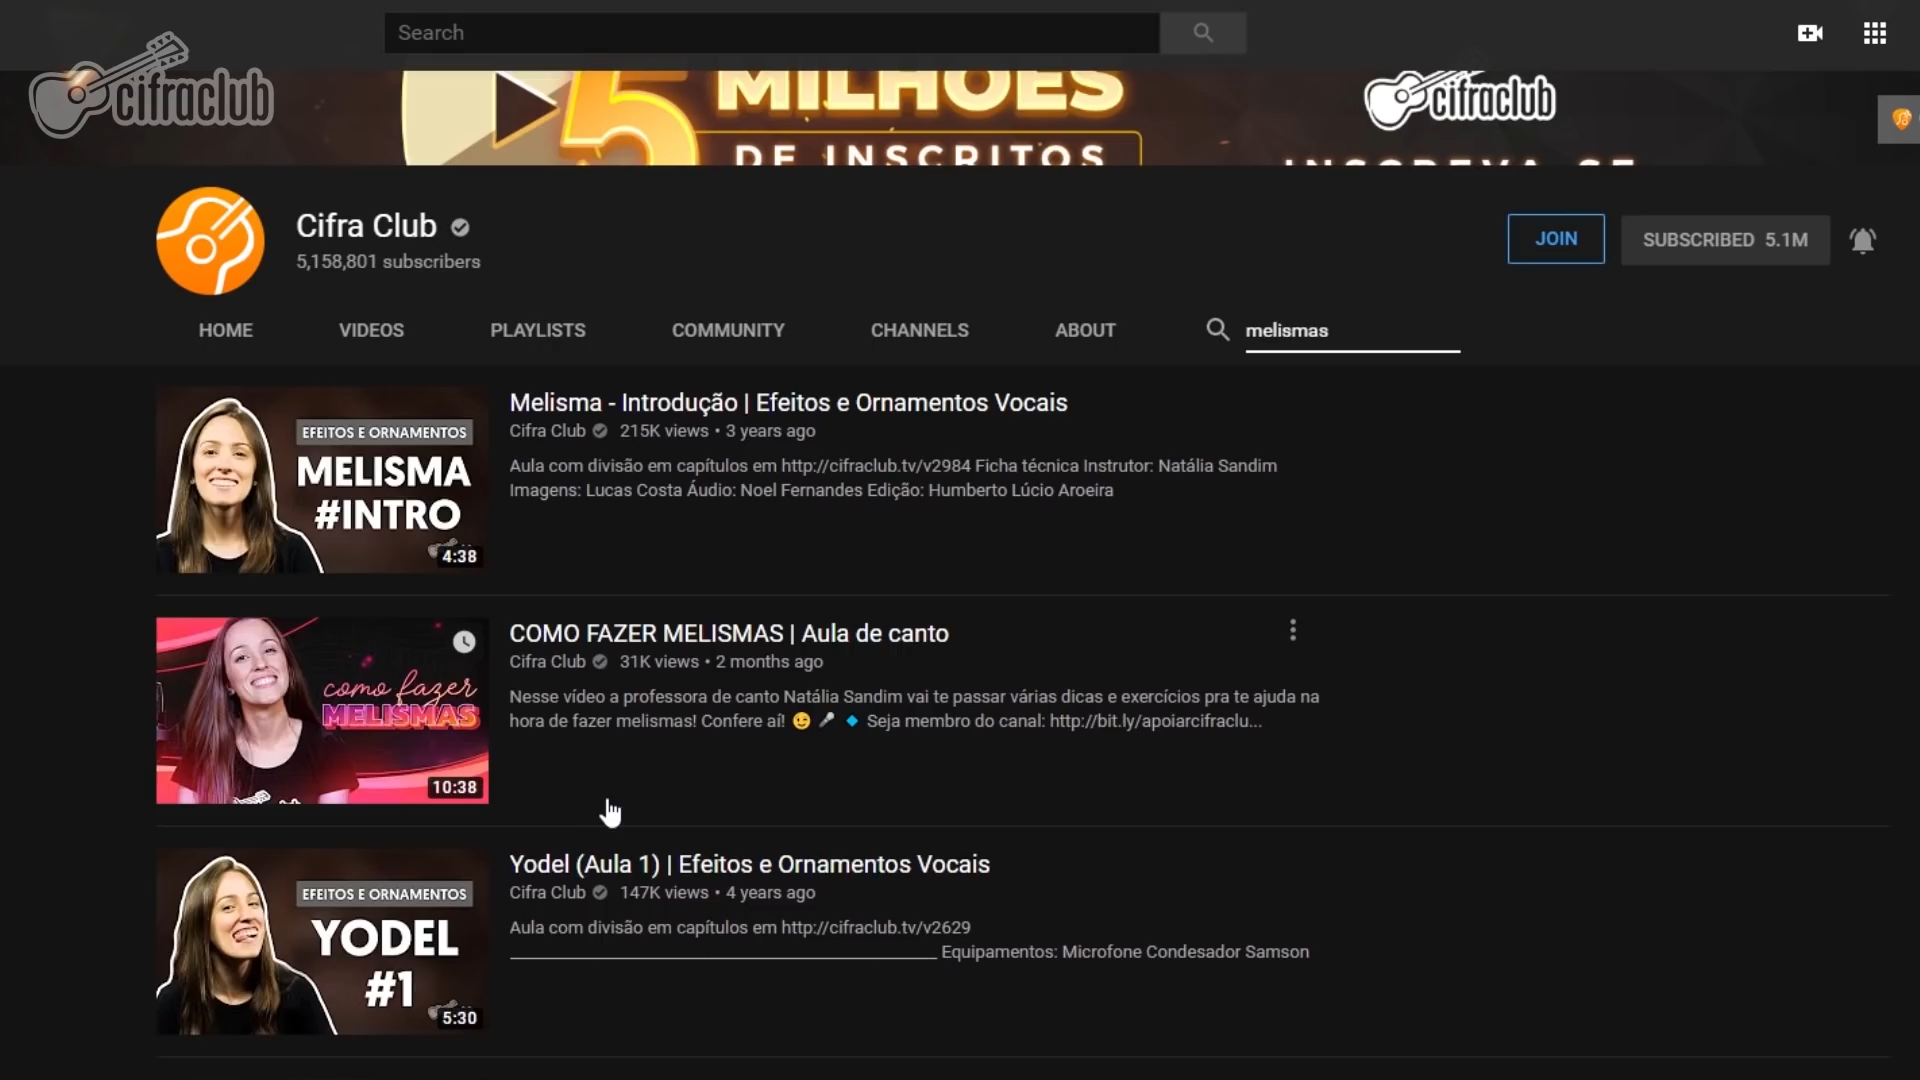 Search
cifraclub
5 MILHÕES
DE INSCRITOS
cifraclub
INSCREVA-SE
Cifra Club
5,158,801 subscribers
JOIN
SUBSCRIBED 5.1M
HOME
VIDEOS
PLAYLISTS
COMMUNITY
CHANNELS
ABOUT
melismas
EFEITOS E ORNAMENTOS
MELISMA
#INTRO
4:38
Melisma - Introdução | Efeitos e Ornamentos Vocais
Cifra Club 215K views • 3 years ago
Aula com divisão em capítulos em http://cifraclub.tv/v2984 Ficha técnica Instrutor: Natália Sandim
Imagens: Lucas Costa Áudio: Noel Fernandes Edição: Humberto Lúcio Aroeira
como fazer
MELISMAS
10:38
COMO FAZER MELISMAS | Aula de canto
Cifra Club 31K views • 2 months ago
Nesse vídeo a professora de canto Natália Sandim vai te passar várias dicas e exercícios pra te ajuda na
hora de fazer melismas! Confere aí! 😉 🎤 🔹 Seja membro do canal: http://bit.ly/apoiarcifraclu...
EFEITOS E ORNAMENTOS
YODEL
#1
5:30
Yodel (Aula 1) | Efeitos e Ornamentos Vocais
Cifra Club 147K views • 4 years ago
Aula com divisão em capítulos em http://cifraclub.tv/v2629
___________________________________________ Equipamentos: Microfone Condesador Samson